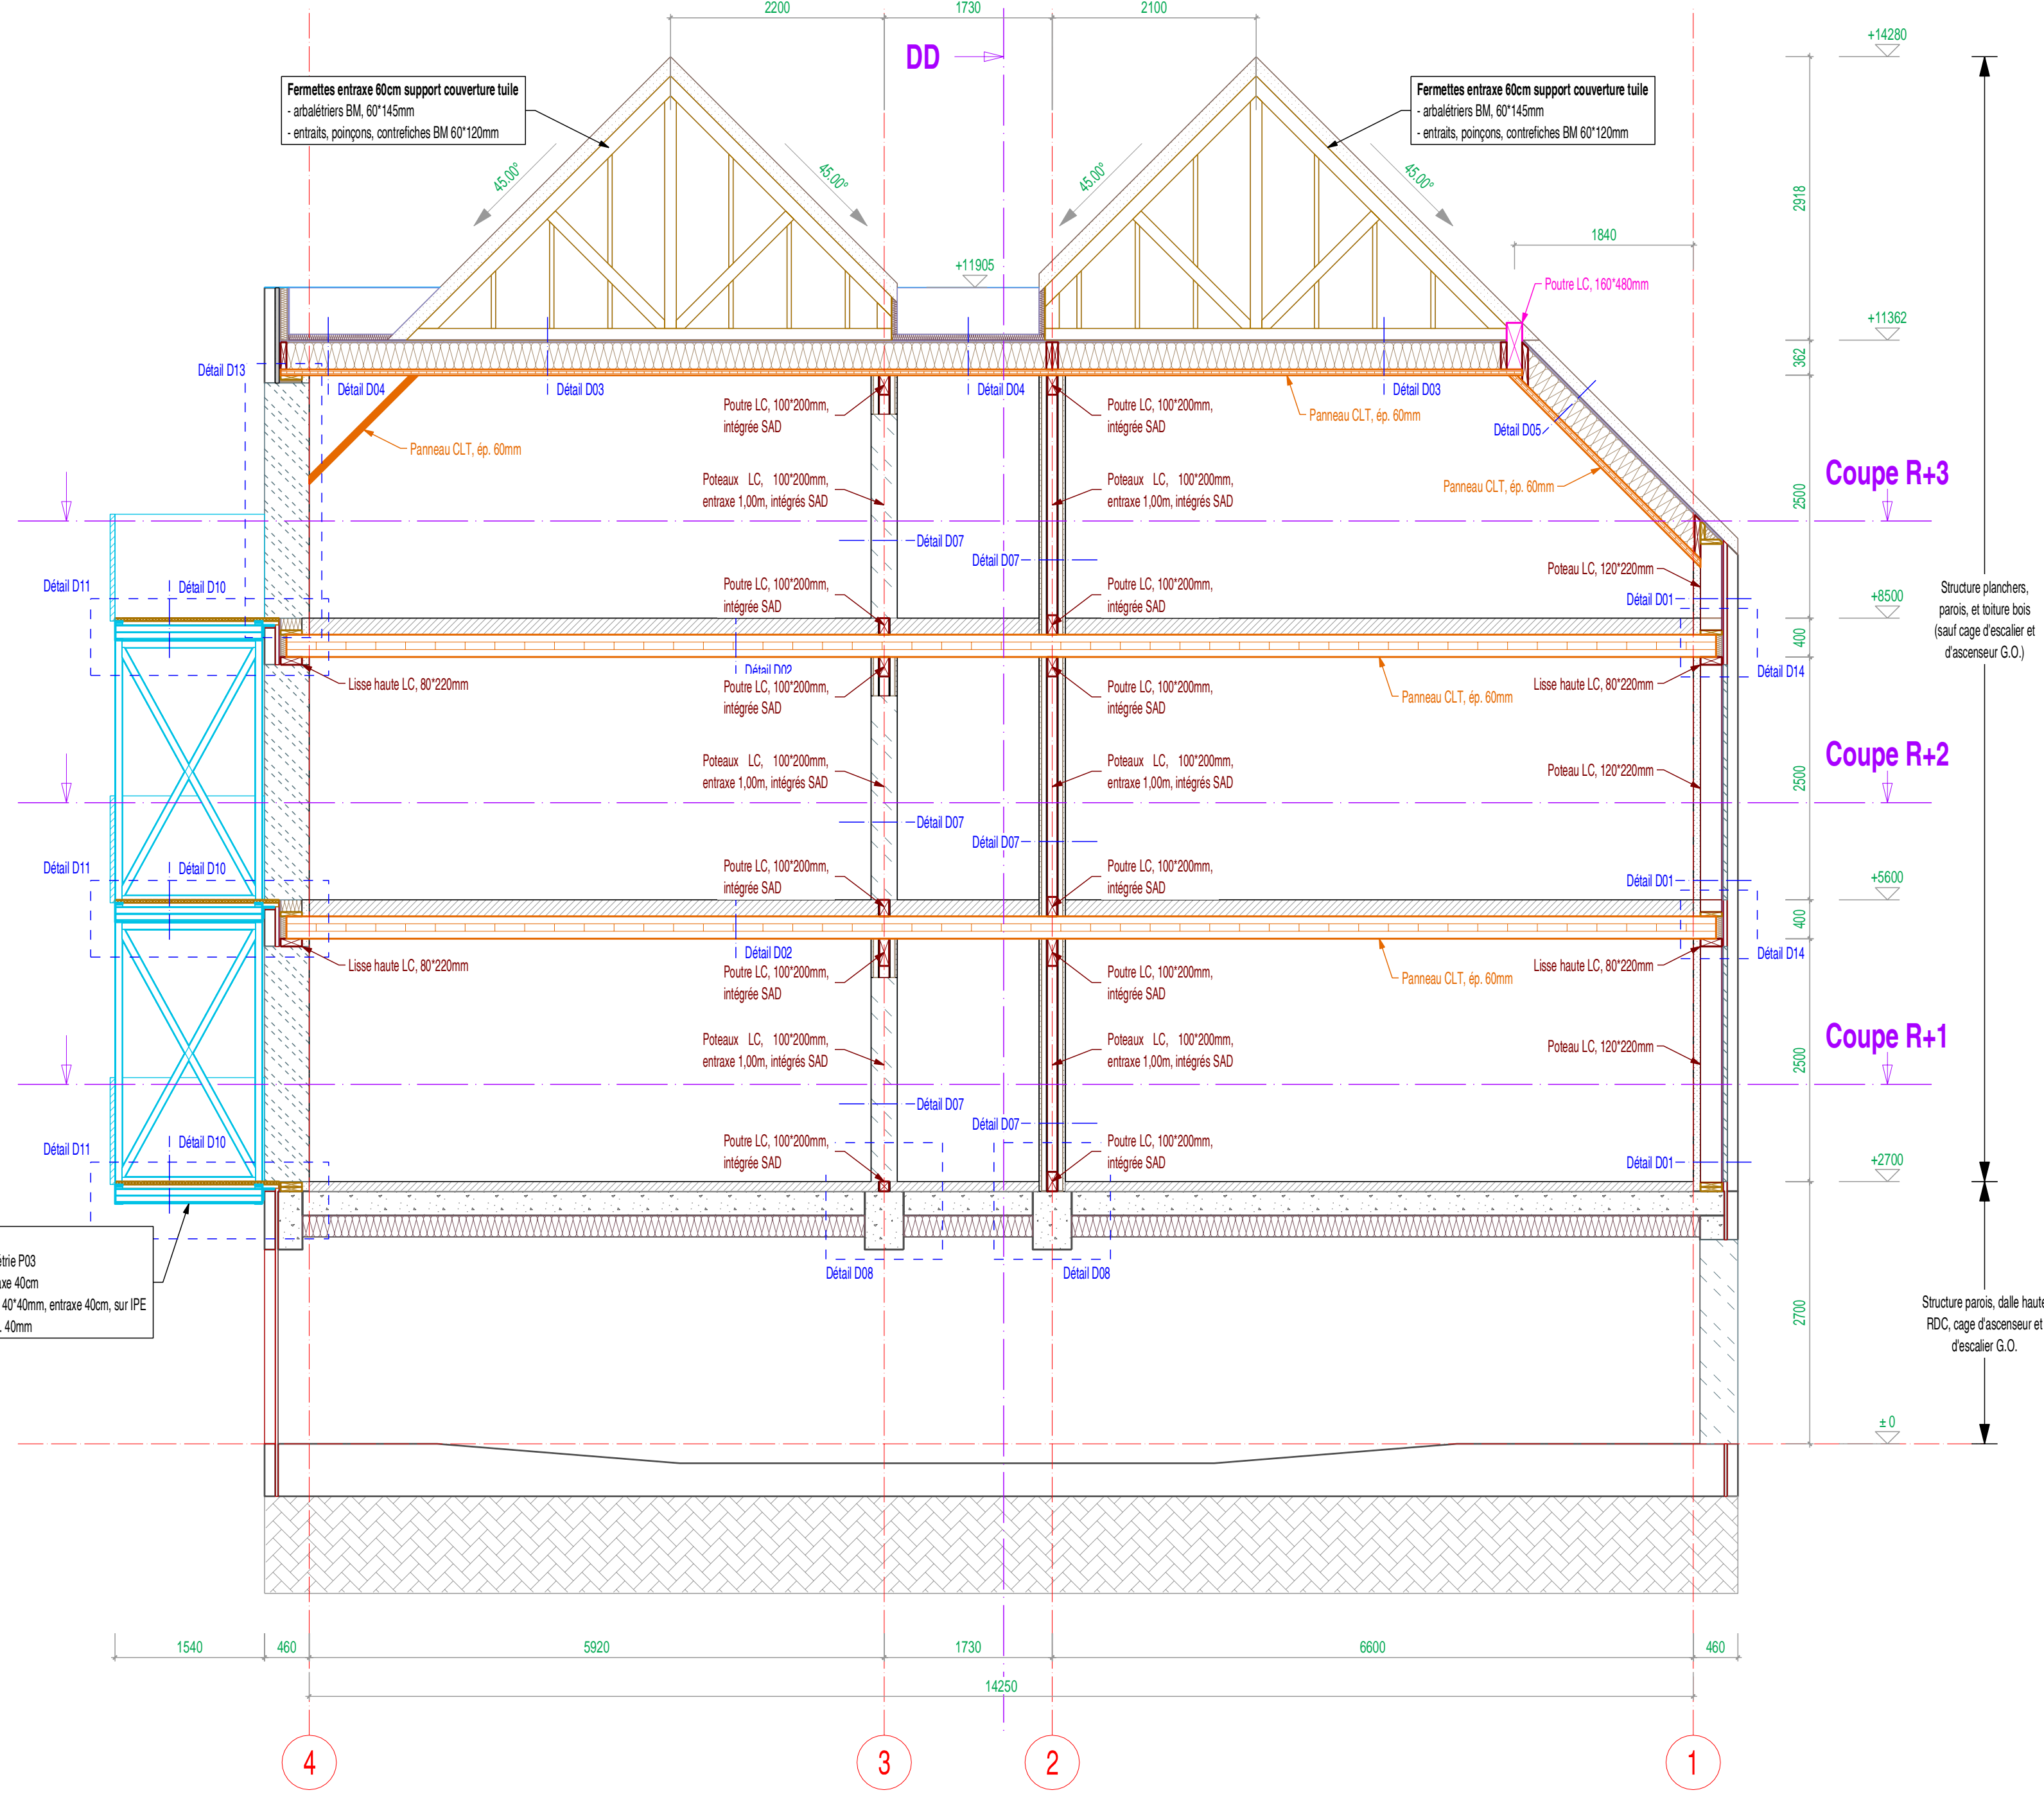 2200
1730
2100
DD
+14280
Fermettes entraxe 60cm support couverture tuile
- arbalétriers BM, 60*145mm
- entraits, poinçons, contrefiches BM 60*120mm
Fermettes entraxe 60cm support couverture tuile
- arbalétriers BM, 60*145mm
- entraits, poinçons, contrefiches BM 60*120mm
45.00°
45.00°
45.00°
45.00°
2918
1840
+11905
Poutre LC, 160*480mm
+11362
362
Détail D13
Détail D04
Détail D03
Détail D04
Détail D03
Poutre LC, 100*200mm,
intégrée SAD
Poutre LC, 100*200mm,
intégrée SAD
Panneau CLT, ép. 60mm
Détail D05
Panneau CLT, ép. 60mm
Panneau CLT, ép. 60mm
Poteaux LC, 100*200mm,
entraxe 1,00m, intégrés SAD
Poteaux LC, 100*200mm,
entraxe 1,00m, intégrés SAD
Coupe R+3
2500
Détail D07
Détail D07
Poteau LC, 120*220mm
Détail D11
Détail D10
Poutre LC, 100*200mm,
intégrée SAD
Poutre LC, 100*200mm,
intégrée SAD
Détail D01
+8500
Structure planchers,
parois, et toiture bois
(sauf cage d'escalier et
d'ascenseur G.O.)
400
Détail D02
Lisse haute LC, 80*220mm
Poutre LC, 100*200mm,
intégrée SAD
Poutre LC, 100*200mm,
intégrée SAD
Panneau CLT, ép. 60mm
Lisse haute LC, 80*220mm
Détail D14
Poteaux LC, 100*200mm,
entraxe 1,00m, intégrés SAD
Poteaux LC, 100*200mm,
entraxe 1,00m, intégrés SAD
Poteau LC, 120*220mm
Coupe R+2
2500
Détail D07
Détail D07
Détail D11
Détail D10
Poutre LC, 100*200mm,
intégrée SAD
Poutre LC, 100*200mm,
intégrée SAD
Détail D01
+5600
400
Détail D02
Lisse haute LC, 80*220mm
Poutre LC, 100*200mm,
intégrée SAD
Poutre LC, 100*200mm,
intégrée SAD
Panneau CLT, ép. 60mm
Lisse haute LC, 80*220mm
Détail D14
Poteaux LC, 100*200mm,
entraxe 1,00m, intégrés SAD
Poteaux LC, 100*200mm,
entraxe 1,00m, intégrés SAD
Poteau LC, 120*220mm
Coupe R+1
2500
Détail D07
Détail D07
Détail D11
Détail D10
Poutre LC, 100*200mm,
intégrée SAD
Poutre LC, 100*200mm,
intégrée SAD
Détail D01
+2700
40cm
40*40mm, entraxe 40cm, sur IPE
40mm
P03
Détail D08
Détail D08
2700
Structure parois, dalle haute
RDC, cage d'ascenseur et
d'escalier G.O.
± 0
1540
460
5920
1730
6600
460
14250
4
3
2
1